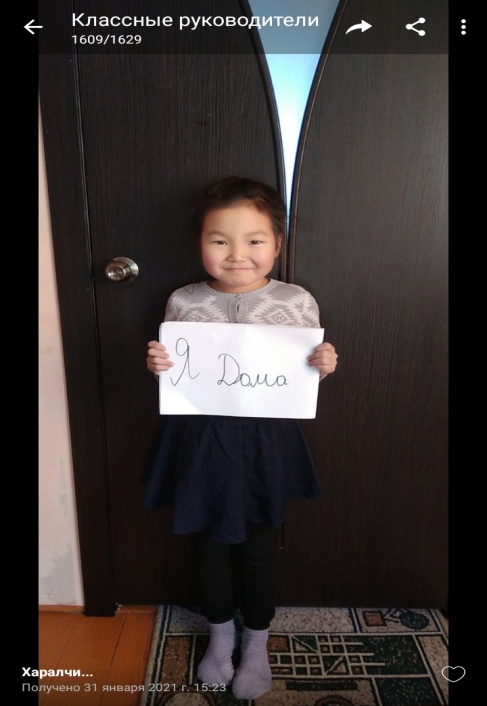 Классные руководители
1609/1629
Я Дома
Харалчи...
Получено 31 января 2021 г. 15:23